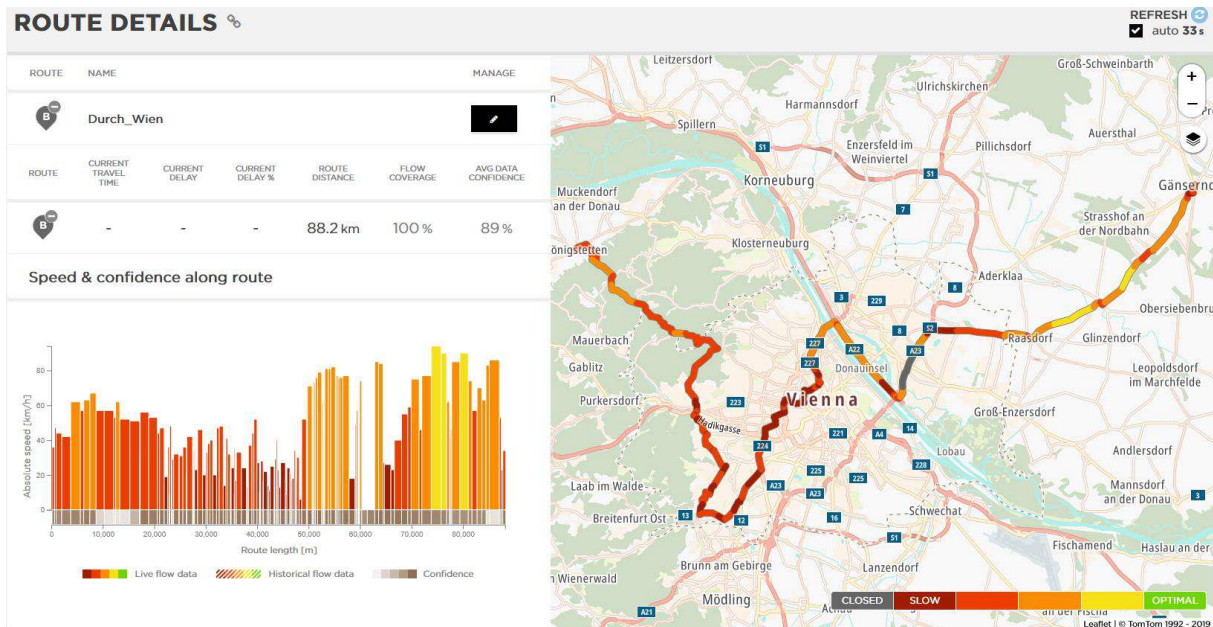 ROUTE DETAILS
REFRESH
auto 33 s
ROUTE NAME MANAGE
B Durch_Wien
ROUTE CURRENT TRAVEL TIME CURRENT DELAY CURRENT DELAY % ROUTE DISTANCE FLOW COVERAGE AVG DATA CONFIDENCE
B - - - 88.2 km 100 % 89 %
Speed & confidence along route
Absolute speed [km/h]
80
60
40
20
0
0 10,000 20,000 30,000 40,000 50,000 60,000 70,000 80,000
Route length [m]
Live flow data Historical flow data Confidence
Leitzersdorf
Groß-Schweinbarth
+
−
Ulrichskirchen
Harmannsdorf
Spillern
Auersthal
S1
Enzersfeld im
Weinviertel
Pillichsdorf
S1
Korneuburg
Muckendorf
an der Donau
7
Gänsernd
Strasshof an
der Nordbahn
Klosterneuburg
önigstetten
Aderklaa
8
3
229
Obersiebenbru
Mauerbach
227
8
S2
Raasdorf
Glinzendorf
A22
A23
Gablitz
227
Donauinsel
Leopoldsdorf
im Marchfelde
Purkersdorf
223
Vienna
Groß-Enzersdorf
Hadikgasse
221
A4
14
224
Lobau
Andlersdorf
228
Laab im Walde
A23
225
225
A23
Mannsdorf
an der Donau
3
Breitenfurt Ost
13
12
16
Schwechat
S1
Fischamend
Haslau an der
Brunn am Gebirge
Lanzendorf
n Wienerwald
Mödling
A21
CLOSED SLOW OPTIMAL
an der Fischa
Leaflet | © TomTom 1992 - 2019